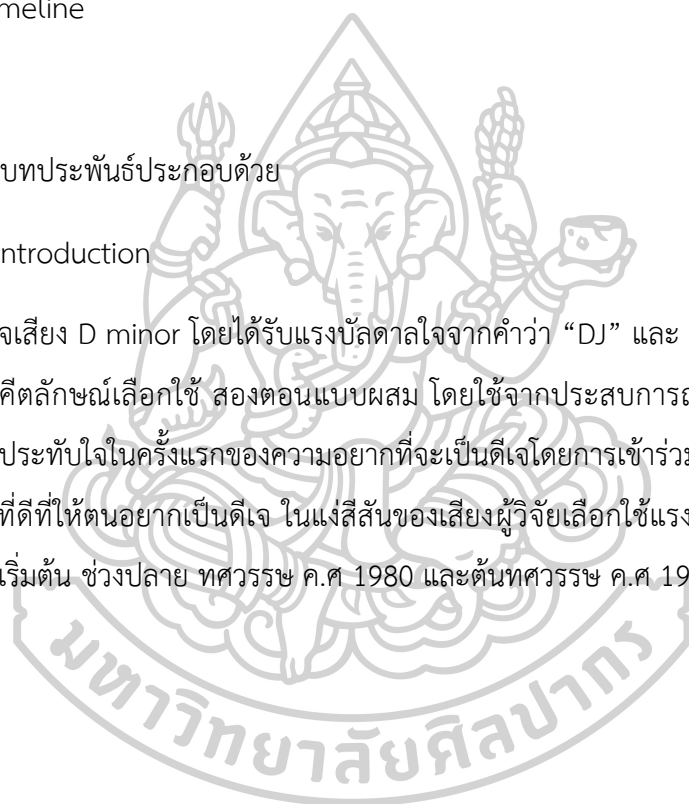 meline
บทประพันธ์ประกอบด้วย
ntroduction
จเสียง D minor โดยได้รับแรงบัลดาลใจจากคำว่า “DJ” และ
คีตลักษณ์เลือกใช้ สองตอนแบบผสม โดยใช้จากประสบการณ
ประทับใจในครั้งแรกของความอยากที่จะเป็นดีเจโดยการเข้าร่วม
ที่ดีที่ให้ตนอยากเป็นดีเจ ในแง่สีสันของเสียงผู้วิจัยเลือกใช้แรง
เริ่มต้น ช่วงปลาย ทศวรรษ ค.ศ 1980 และต้นทศวรรษ ค.ศ 19
มหาวิทยาลัยศิลปากร